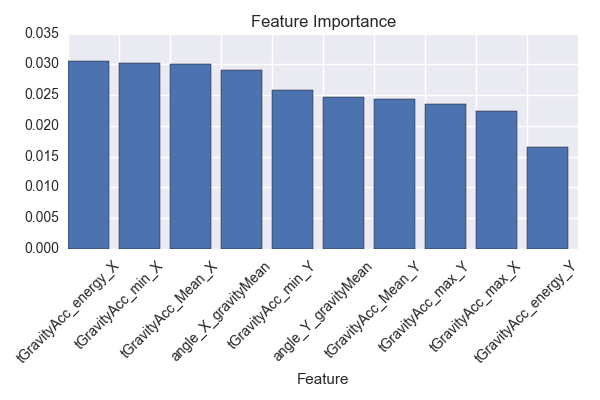 Feature Importance
0.035
0.030
0.025
0.020
0.015
0.010
0.005
0.000
tGravityAcc_energy_X
tGravityAcc_min_X
tGravityAcc_Mean_X
angle_X_gravityMean
tGravityAcc_min_Y
angle_Y_gravityMean
tGravityAcc_Mean_Y
tGravityAcc_max_Y
tGravityAcc_max_X
tGravityAcc_energy_Y
Feature